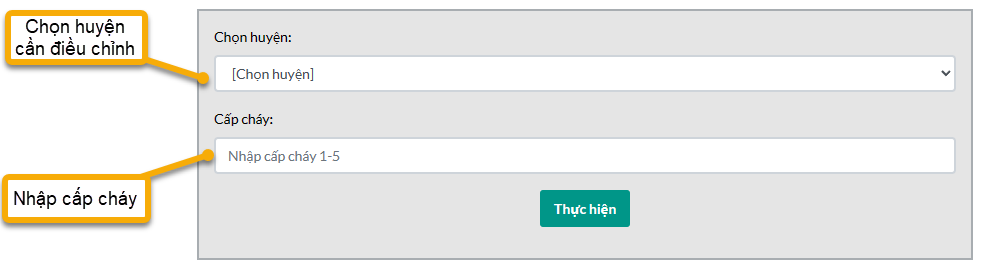 Chọn huyện
cần điều chỉnh
Chọn huyện:
[Chọn huyện]
Cấp cháy:
Nhập cấp cháy 1-5
Nhập cấp cháy
Thực hiện